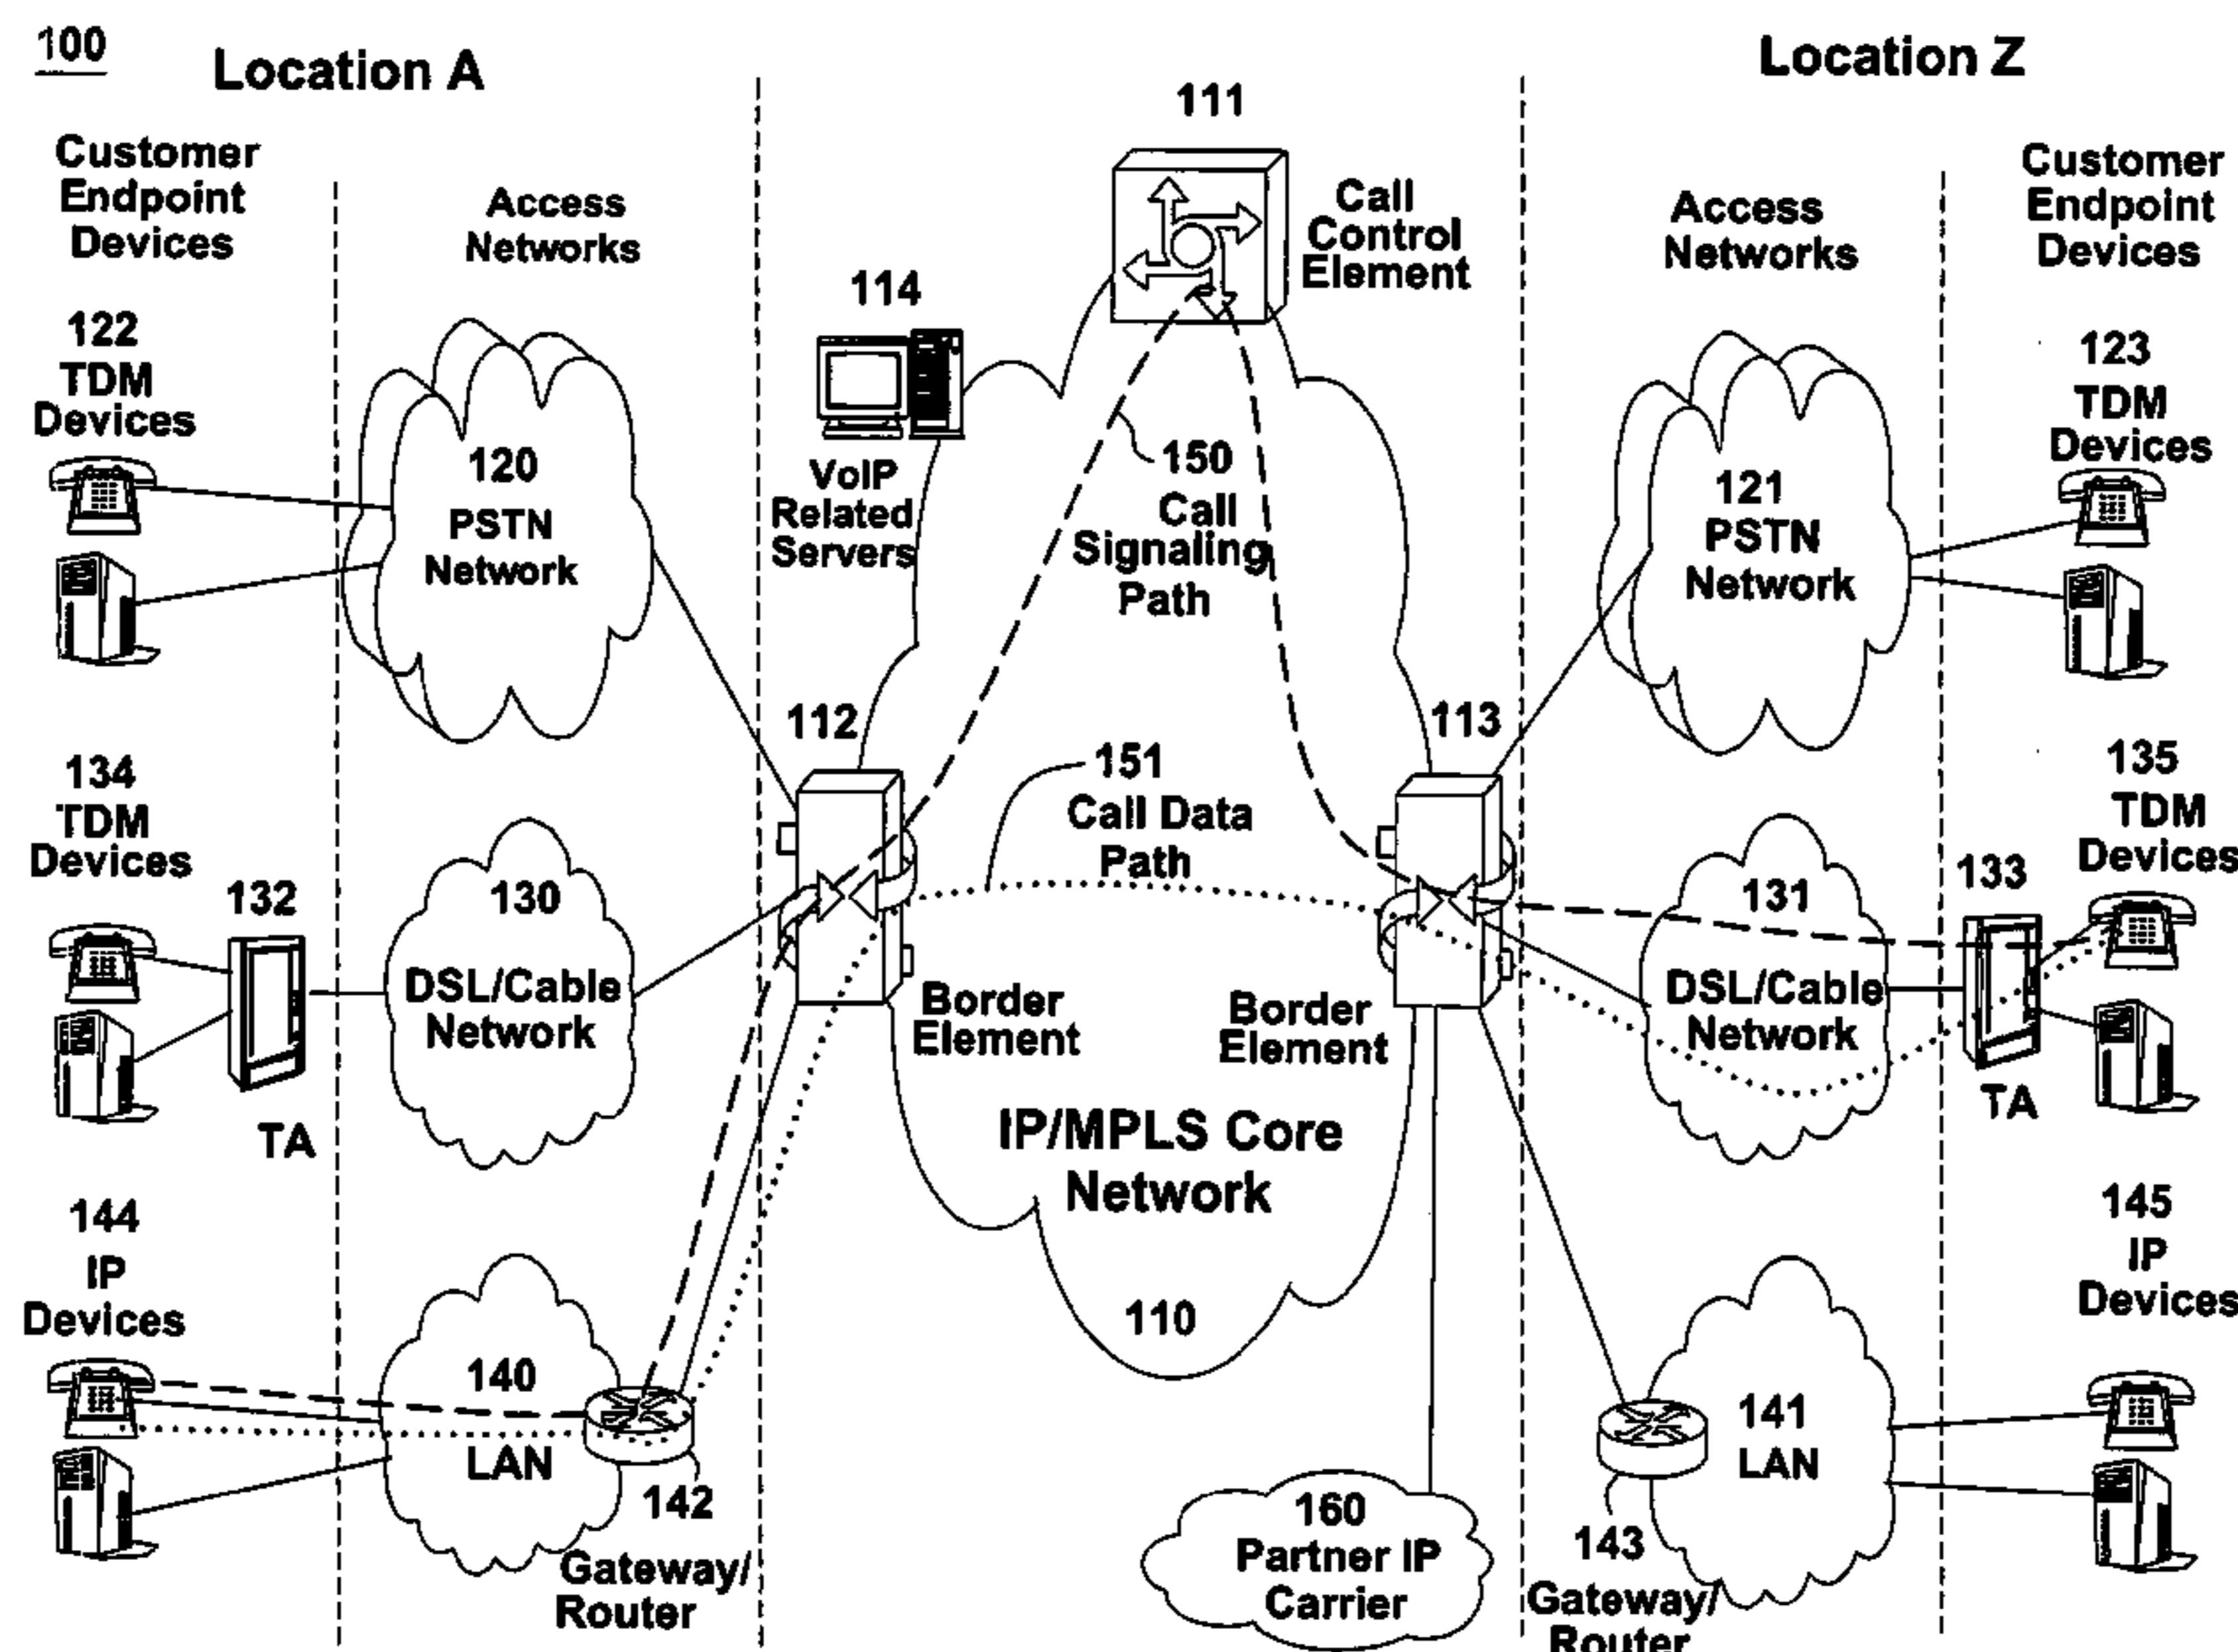 100
Location A
Location Z
111
Customer
Endpoint
Devices
Access
Networks
Call
Control
Element
Access
Networks
Customer
Endpoint
Devices
114
122
TDM
Devices
120
PSTN
Network
VoIP
Related
Servers
150
Call
Signaling
Path
121
PSTN
Network
123
TDM
Devices
112
113
151
Call Data
Path
134
TDM
Devices
132
TA
130
DSL/Cable
Network
Border
Element
Border
Element
131
DSL/Cable
Network
133
TA
135
TDM
Devices
IP/MPLS Core
Network
110
144
IP
Devices
140
LAN
142
Gateway/
Router
160
Partner IP
Carrier
143
Gateway/
Router
141
LAN
145
IP
Devices